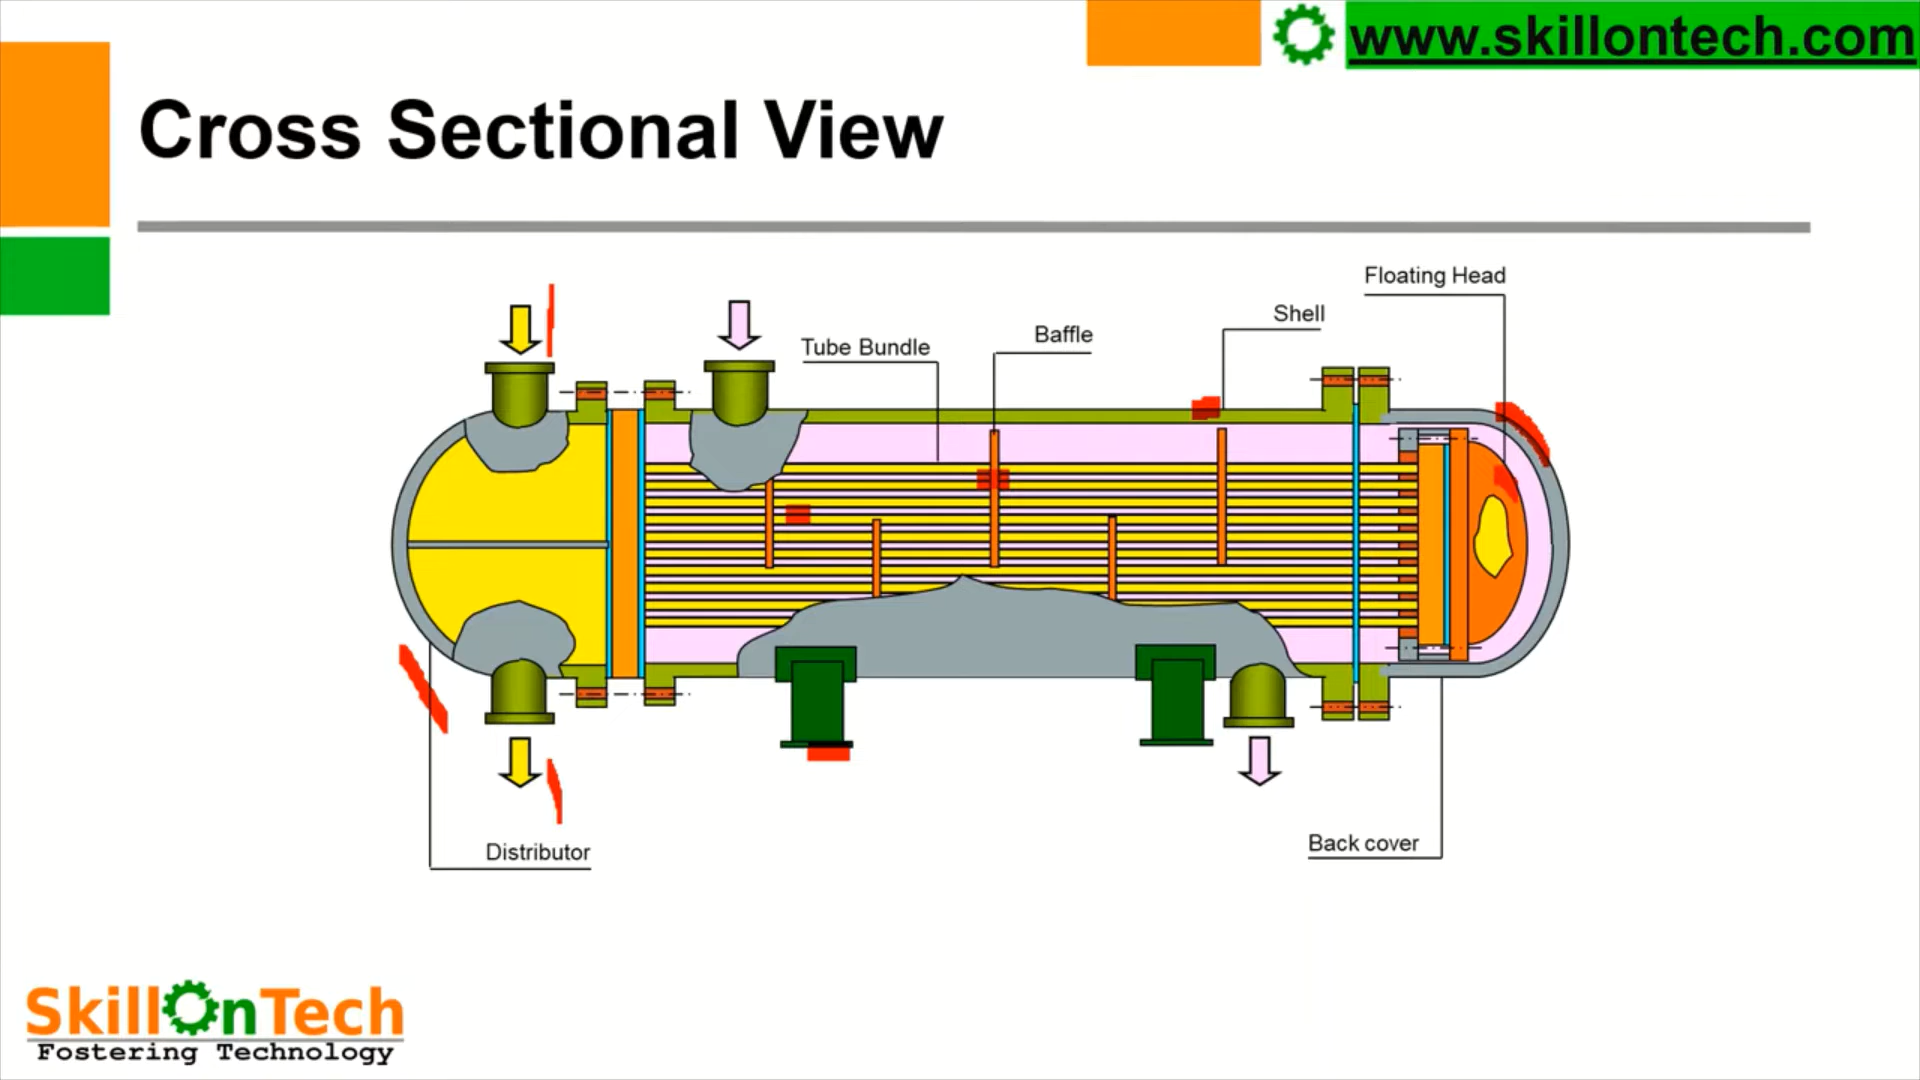 www.skillontech.com
Cross Sectional View
Floating Head
Shell
Baffle
Tube Bundle
Distributor
Back cover
SkillOnTech
Fostering Technology